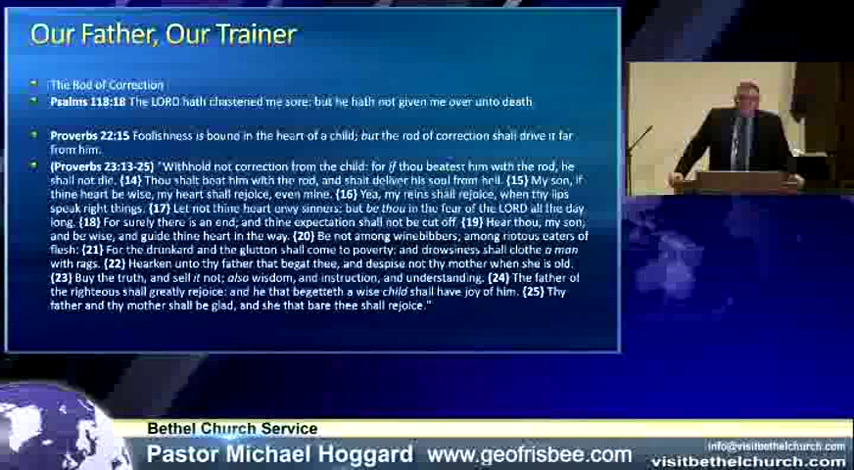 Our Father, Our Trainer
The Rod of Correction
Psalms 118:18 The LORD hath chastened me sore: but he hath not given me over unto death
Proverbs 22:15 Foolishness is bound in the heart of a child; but the rod of correction shall drive it far
from him.
(Proverbs 23:13-25) "Withhold not correction from the child: for if thou beatest him with the rod, he
shall not die. {14} Thou shalt beat him with the rod, and shalt deliver his soul from hell. {15} My son, if
thine heart be wise, my heart shall rejoice, even mine. {16} Yea, my reins shall rejoice, when thy lips
speak right things. {17} Let not thine heart envy sinners: but be thou in the fear of the LORD all the day
long. {18} For surely there is an end; and thine expectation shall not be cut off. {19} Hear thou, my son,
and be wise, and guide thine heart in the way. {20} Be not among winebibbers; among riotous eaters of
flesh: {21} For the drunkard and the glutton shall come to poverty: and drowsiness shall clothe a man
with rags. {22} Hearken unto thy father that begat thee, and despise not thy mother when she is old.
{23} Buy the truth, and sell it not; also wisdom, and instruction, and understanding. {24} The father of
the righteous shall greatly rejoice: and he that begetteth a wise child shall have joy of him. {25} Thy
father and thy mother shall be glad, and she that bare thee shall rejoice."
Bethel Church Service
Pastor Michael Hoggard www.geofrisbee.com
info@visitbethelchurch.com
visitbethelchurch.com